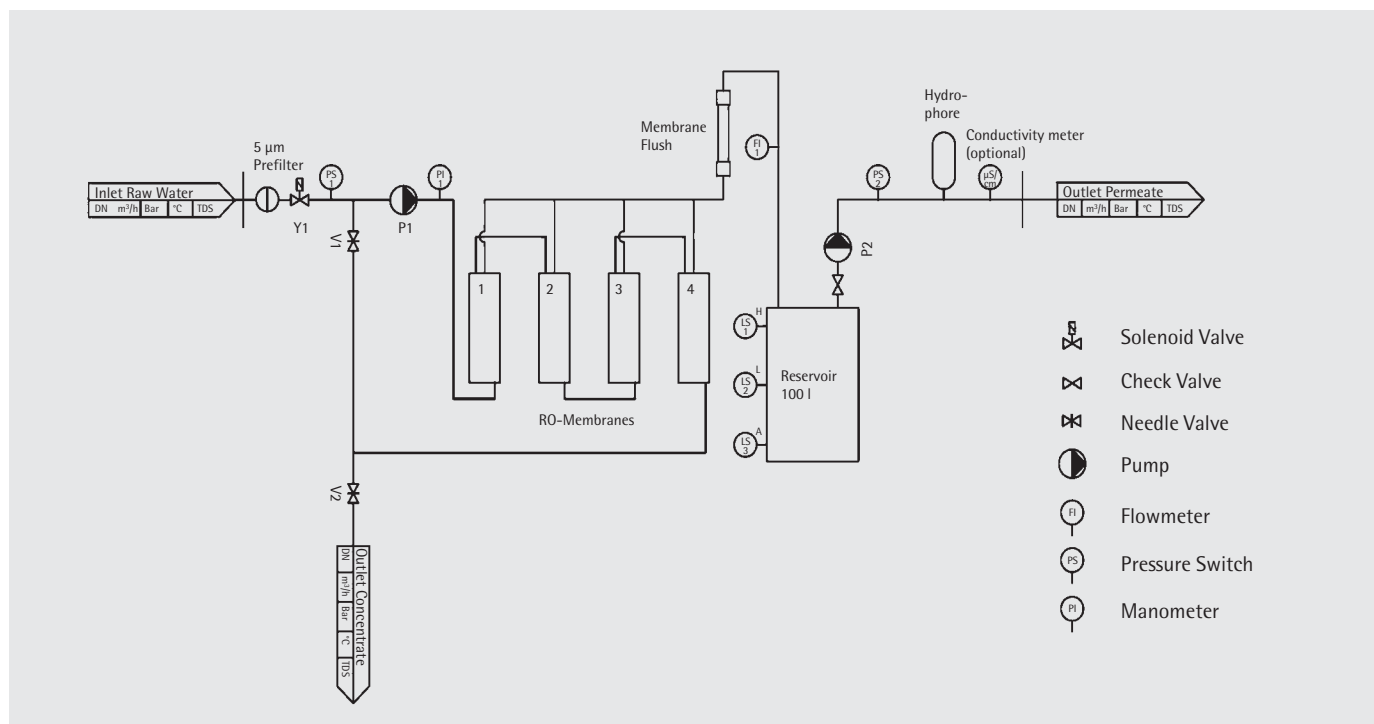 Hydro-
phore
Membrane
Flush
Conductivity meter
(optional)
5 µm
Prefilter
FI
1
PS
1
PI
1
PS
2
µS/
cm
Inlet Raw Water
DN m³/h Bar °C TDS
Outlet Permeate
DN m³/h Bar °C TDS
Y1
V1
P1
P2
1
2
3
4
RO-Membranes
LS
1
H
LS
2
L
LS
3
A
Reservoir
100 l
V2
Outlet Concentrate
DN m³/h Bar °C TDS
Solenoid Valve
Check Valve
Needle Valve
Pump
FI
Flowmeter
PS
Pressure Switch
PI
Manometer